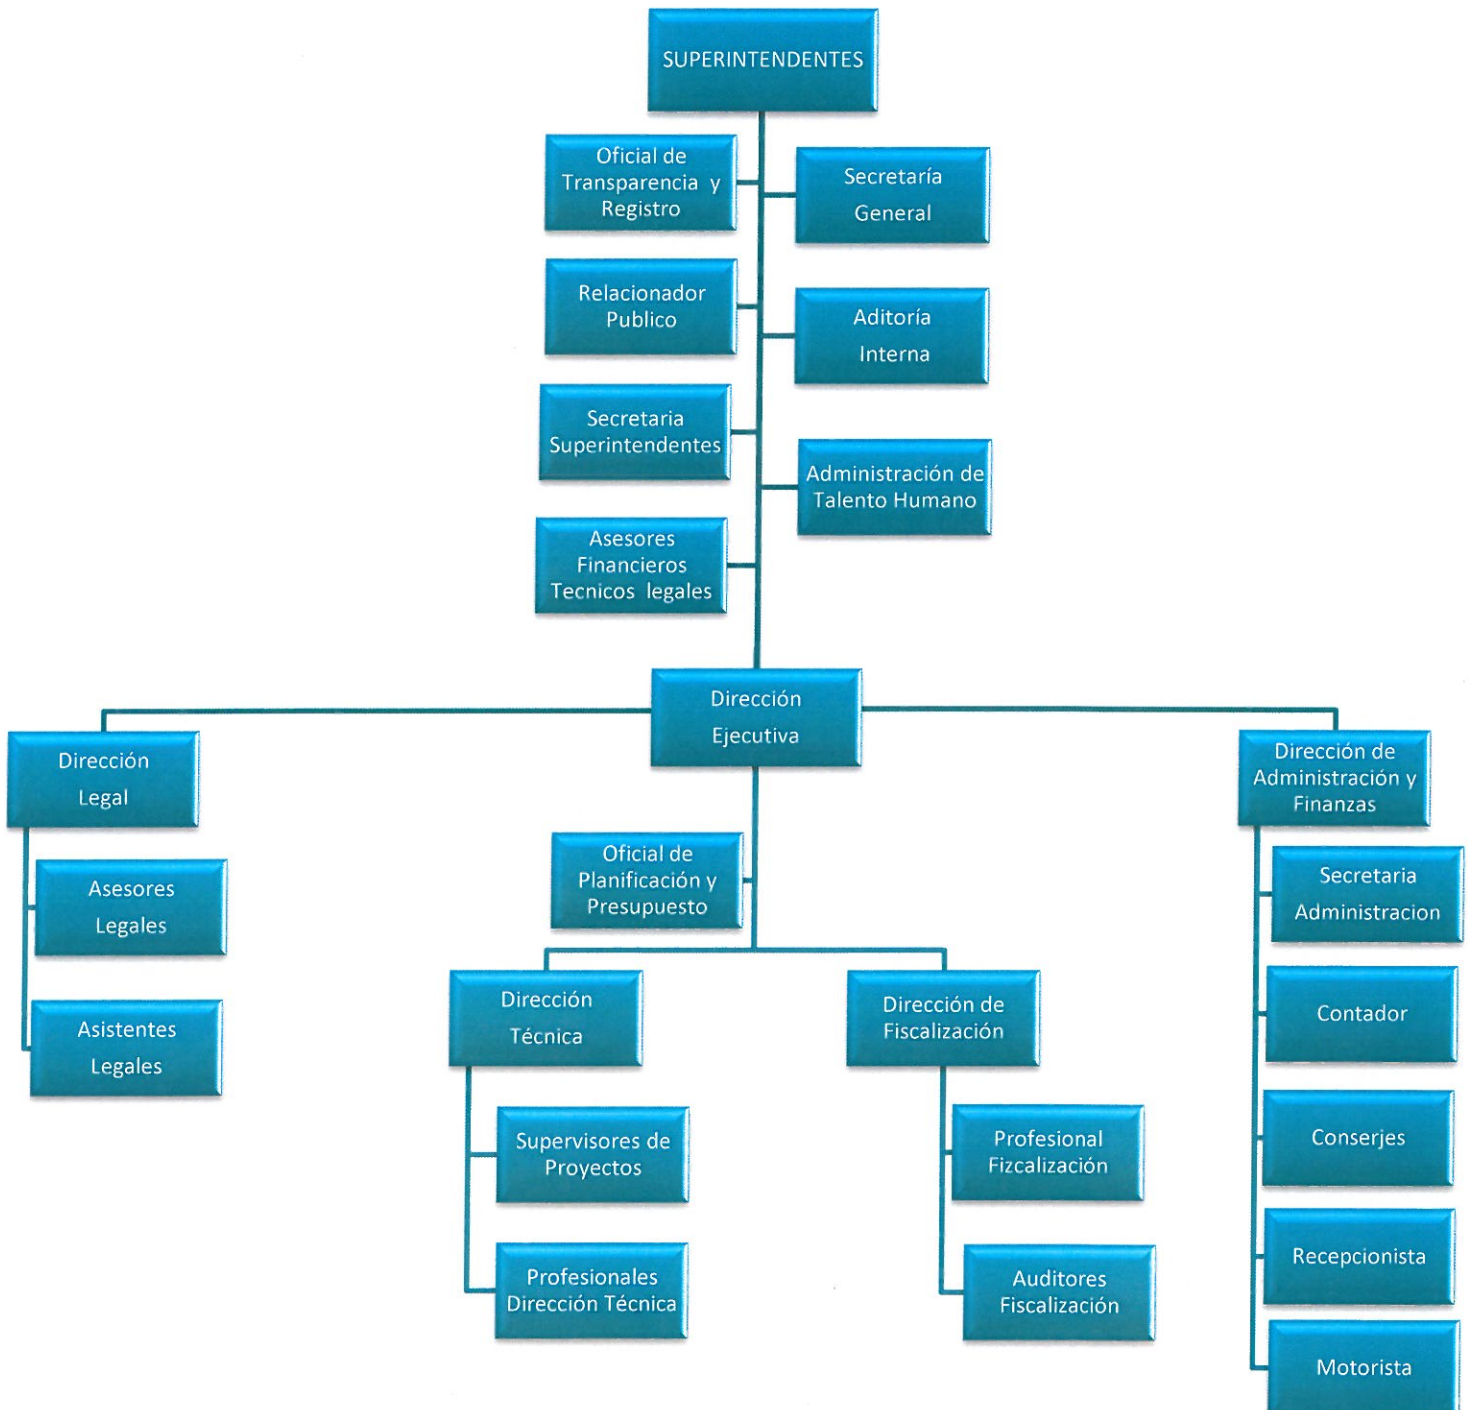 SUPERINTENDENTES
Oficial de
Transparencia y
Registro
Secretaría
General
Relacionador
Publico
Aditoría
Interna
Secretaria
Superintendentes
Administración de
Talento Humano
Asesores
Financieros
Tecnicos legales
Dirección
Ejecutiva
Dirección
Legal
Dirección de
Administración y
Finanzas
Asesores
Legales
Asistentes
Legales
Oficial de
Planificación y
Presupuesto
Dirección
Técnica
Dirección de
Fiscalización
Supervisores de
Proyectos
Profesionales
Dirección Técnica
Profesional
Fizcalización
Auditores
Fiscalización
Secretaria
Administracion
Contador
Conserjes
Recepcionista
Motorista